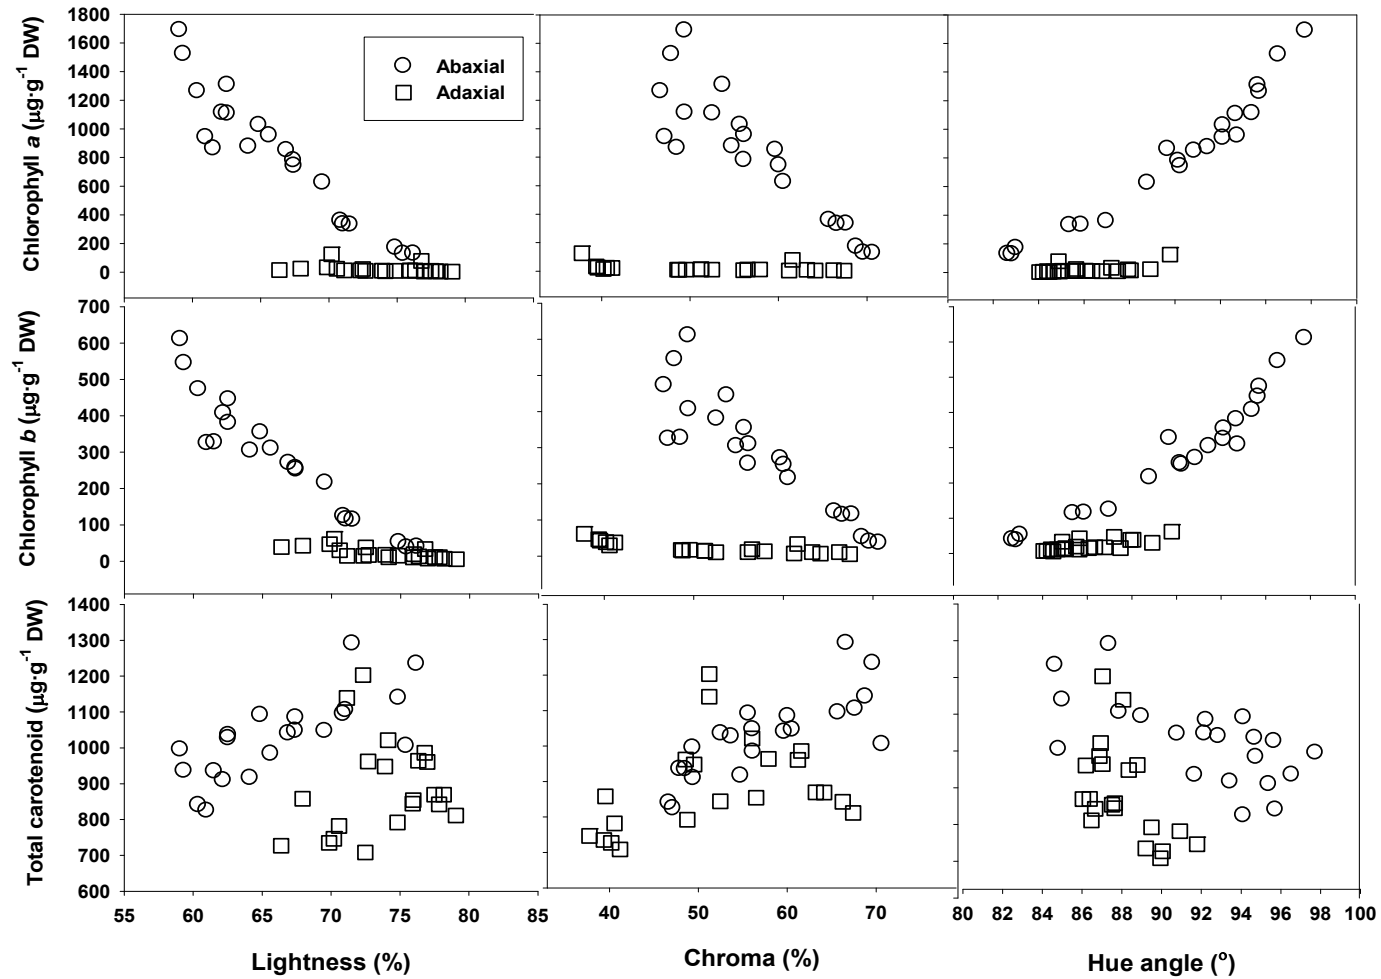 Chlorophyll a (µg·g⁻¹ DW)
1800
1600
1400
1200
1000
800
600
400
200
0
Abaxial
Adaxial
Chlorophyll b (µg·g⁻¹ DW)
700
600
500
400
300
200
100
0
Total carotenoid (µg·g⁻¹ DW)
1400
1300
1200
1100
1000
900
800
700
600
55 60 65 70 75 80 85
40 50 60 70
80 82 84 86 88 90 92 94 96 98 100
Lightness (%)
Chroma (%)
Hue angle (°)